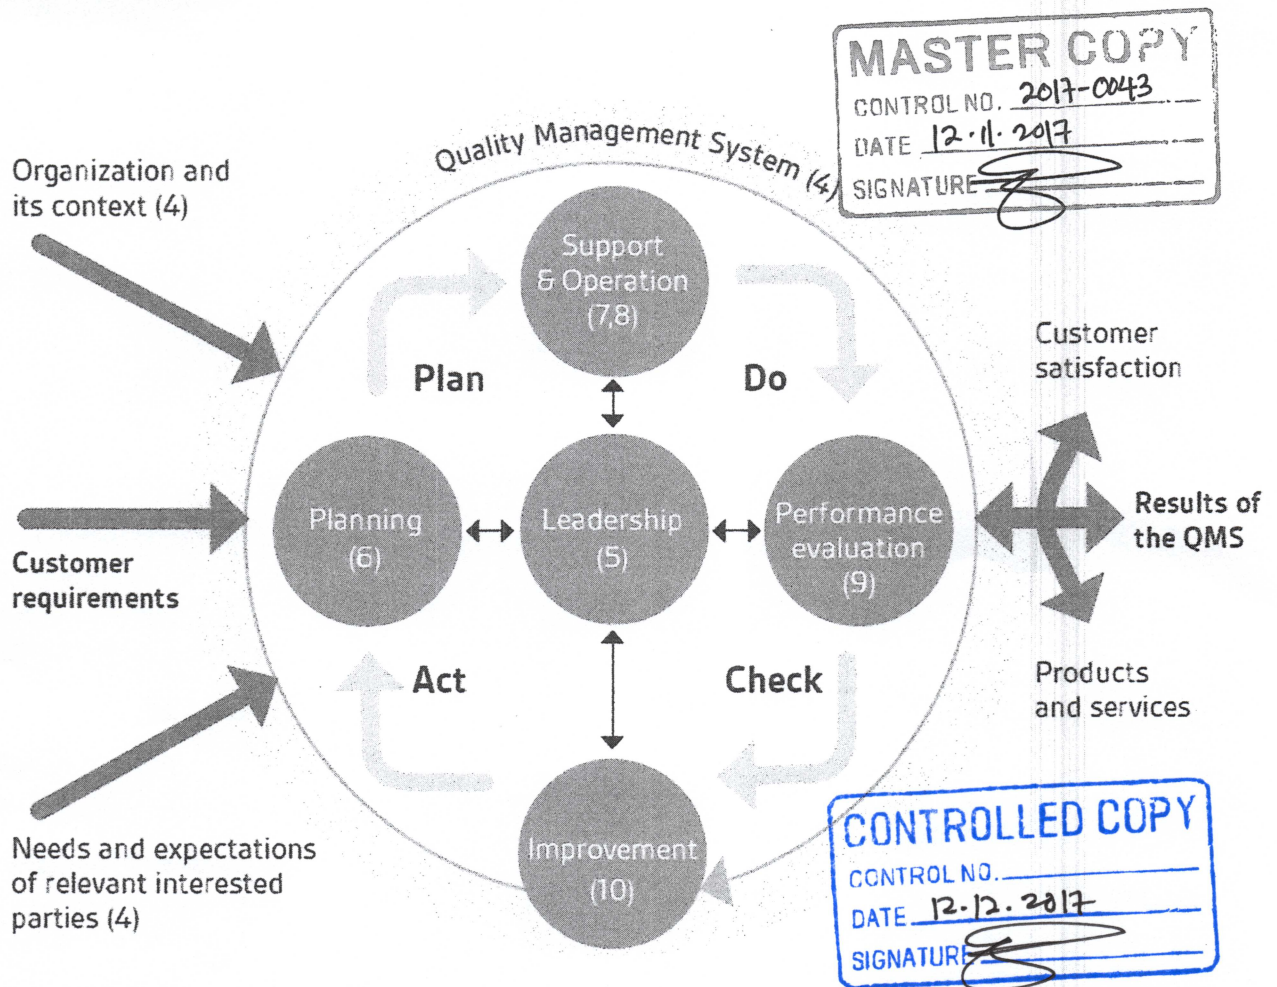 MASTER COPY
CONTROL NO. 2017-0043
DATE 12.11.2017
SIGNATURE
Quality Management System (4)
Organization and
its context (4)
Support
& Operation
(7,8)
Plan
Do
Customer
satisfaction
Planning
(6)
Leadership
(5)
Performance
evaluation
(9)
Results of
the QMS
Customer
requirements
Act
Check
Products
and services
Needs and expectations
of relevant interested
parties (4)
Improvement
(10)
CONTROLLED COPY
CONTROL NO.
DATE 12.12.2017
SIGNATURE